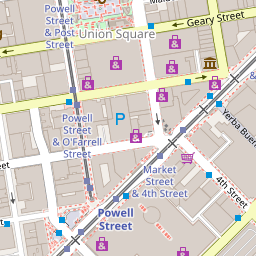 Geary Street
Powell
Street
& Post
Street
Union Square
Powell
Street
& O'Farrell
Street
P
Yerba Buen
Market
Street
& 4th Street
4th Street
Powell
Street